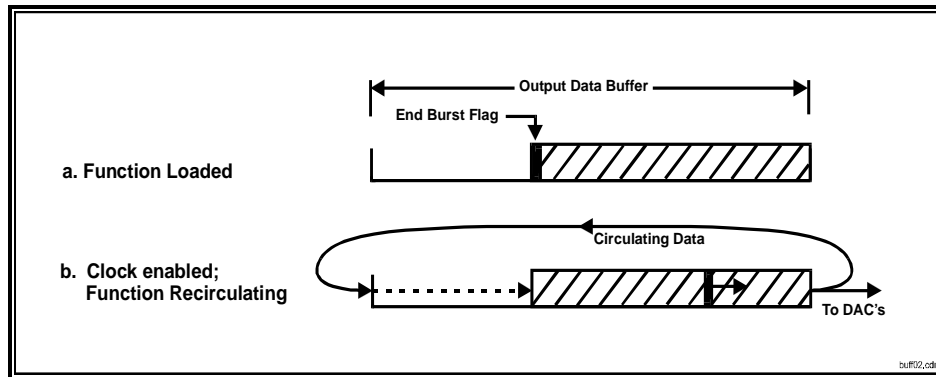 Output Data Buffer
End Burst Flag
a. Function Loaded
Circulating Data
b. Clock enabled;
Function Recirculating
To DAC's
buff02,cdr